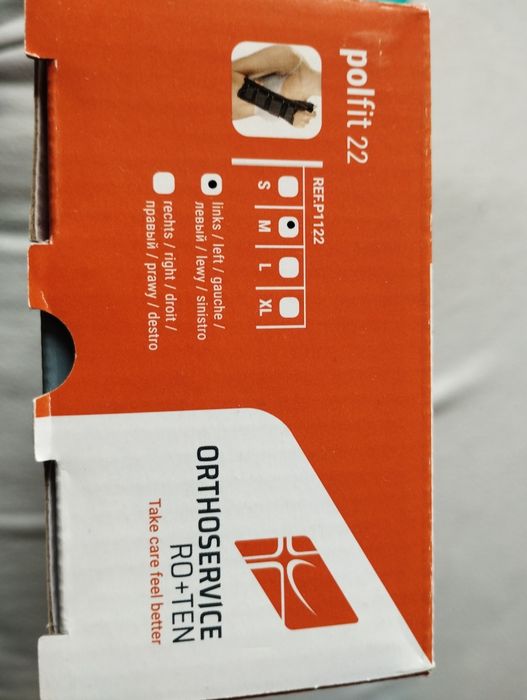 polfit 22
REF.P1122
S M L XL
links / left / gauche /
левый / lewy / sinistro
rechts / right / droit /
правый / prawy / destro
ORTHOSERVICE
RO+TEN
Take care feel better